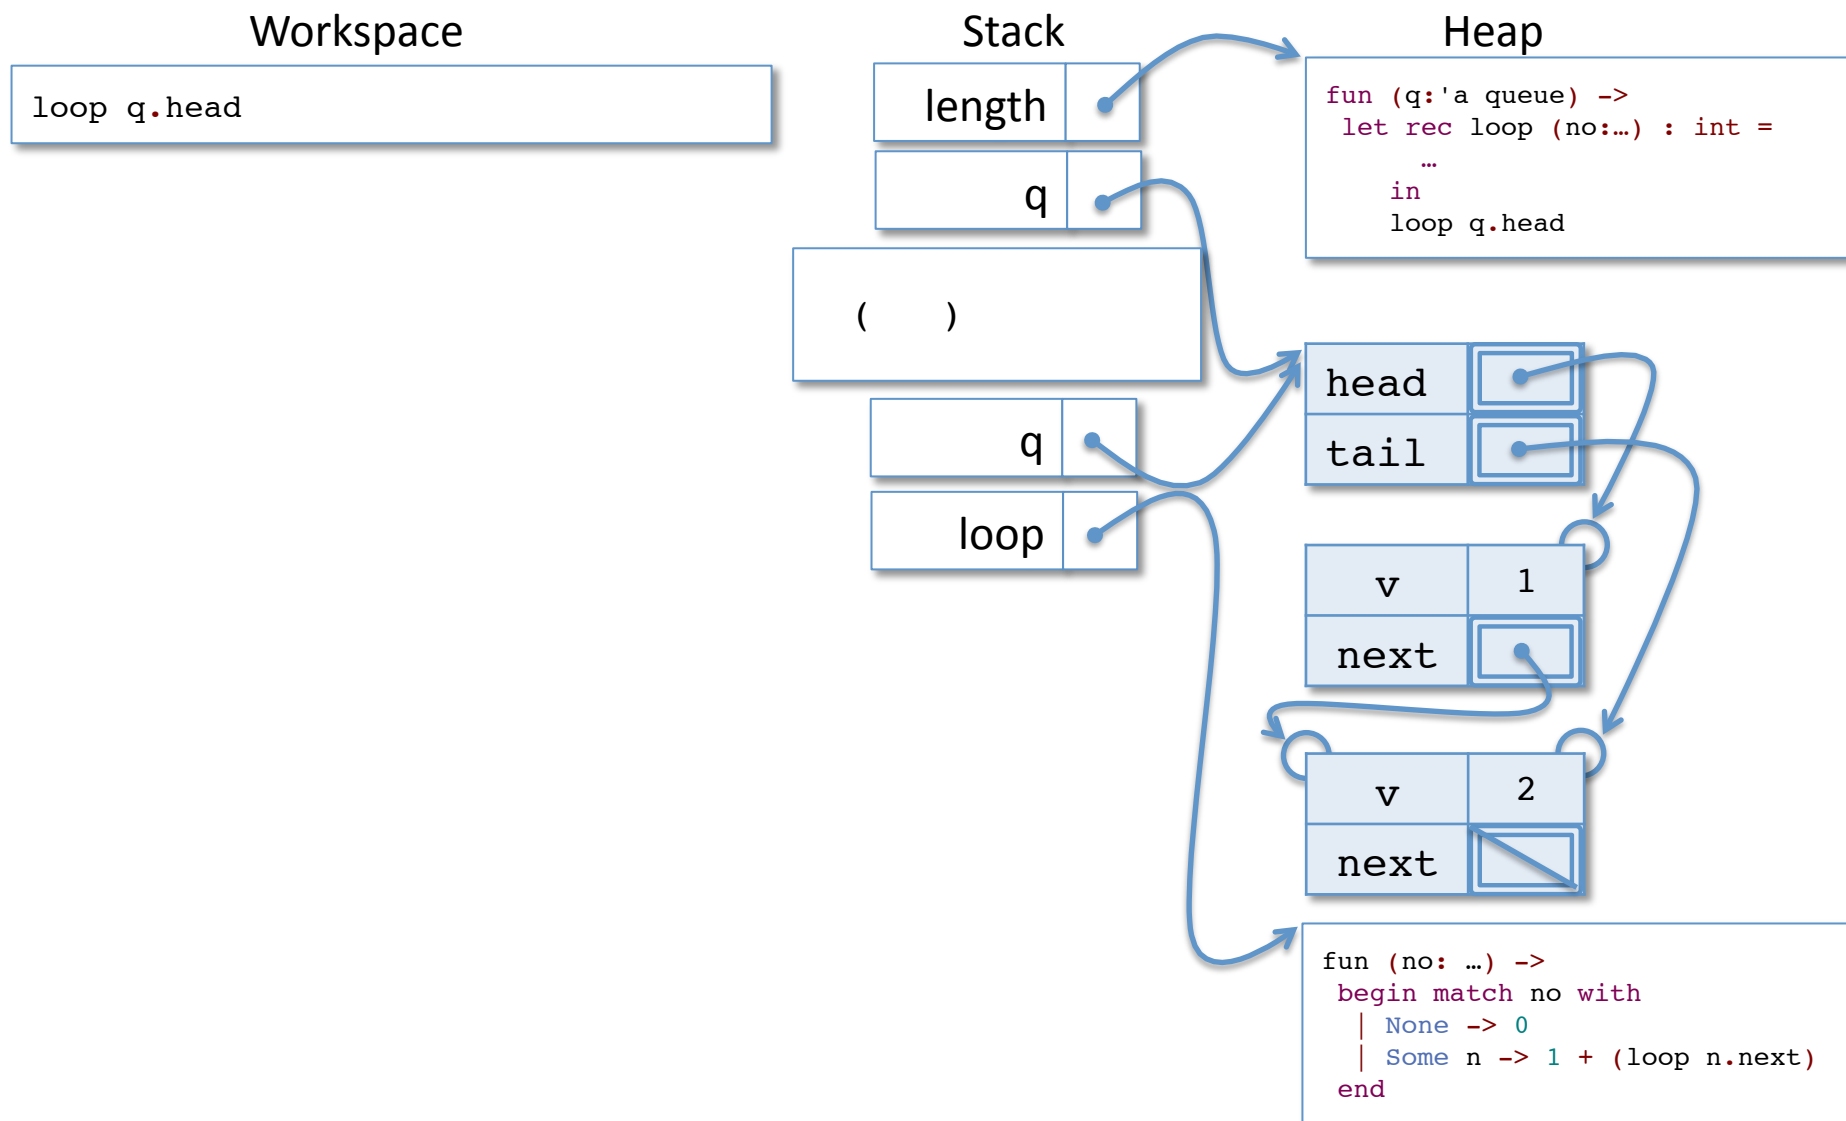 Workspace
Stack
Heap
loop q.head
length
q
(    )
q
loop
fun (q:'a queue) ->
let rec loop (no:…) : int =
…
in
loop q.head
head
tail
v 1
next
v 2
next
fun (no: …) ->
begin match no with
| None -> 0
| Some n -> 1 + (loop n.next)
end